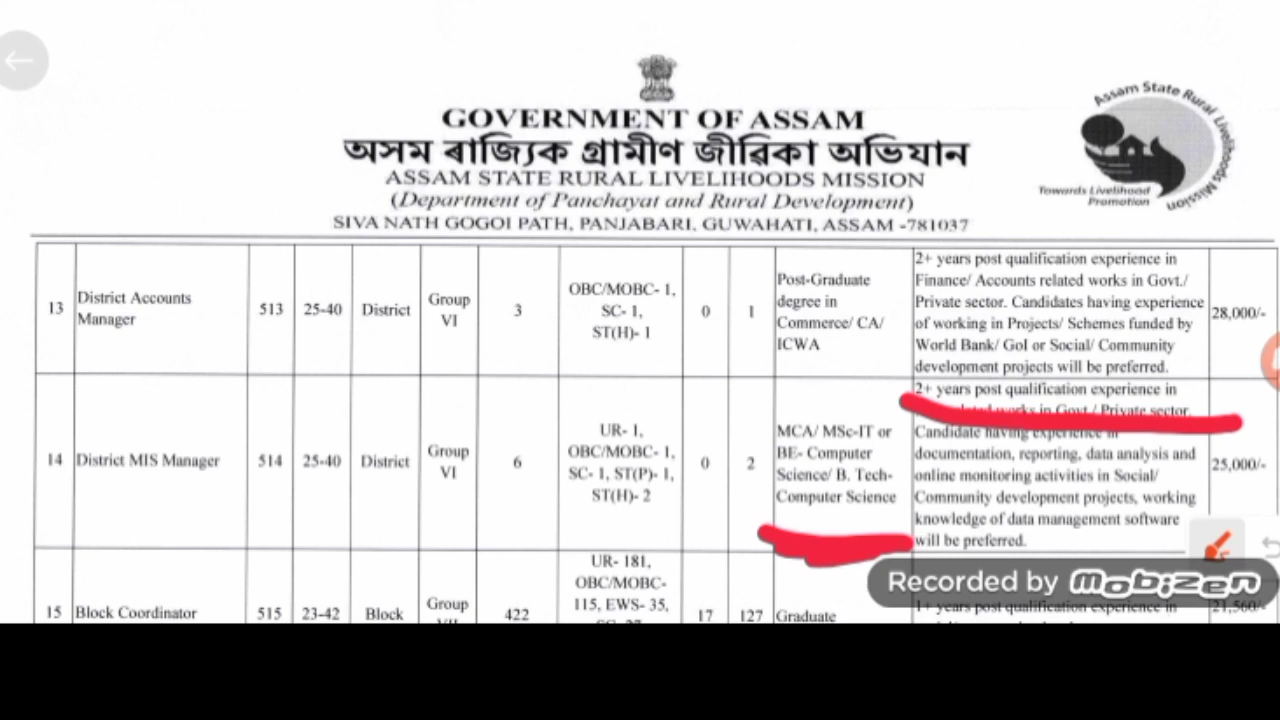 GOVERNMENT OF ASSAM
অসম ৰাজ্যিক গ্ৰামীণ জীৱিকা অভিযান
ASSAM STATE RURAL LIVELIHOODS MISSION
(Department of Panchayat and Rural Development)
SIVA NATH GOGOI PATH, PANJABARI, GUWAHATI, ASSAM -781037
Assam State Rural Livelihoods Mission
Towards Livelihood
Promotion
13
District Accounts
Manager
513
25-40
District
Group
VI
3
OBC/MOBC- 1,
SC- 1,
ST(H)- 1
0
1
Post-Graduate
degree in
Commerce/ CA/
ICWA
2+ years post qualification experience in
Finance/ Accounts related works in Govt./
Private sector. Candidates having experience
of working in Projects/ Schemes funded by
World Bank/ GoI or Social/ Community
development projects will be preferred.
28,000/-
14
District MIS Manager
514
25-40
District
Group
VI
6
UR- 1,
OBC/MOBC- 1,
SC- 1, ST(P)- 1,
ST(H)- 2
0
2
MCA/ MSc-IT or
BE- Computer
Science/ B. Tech-
Computer Science
2+ years post qualification experience in
works in Govt./ Private sector.
Candidate having experience in
documentation, reporting, data analysis and
online monitoring activities in Social/
Community development projects, working
knowledge of data management software
will be preferred.
25,000/-
15
Block Coordinator
515
23-42
Block
Group
422
UR- 181,
OBC/MOBC-
115, EWS- 35,
17
127
Graduate
1+ years post qualification experience in
21,560/-
Recorded by Mobizen